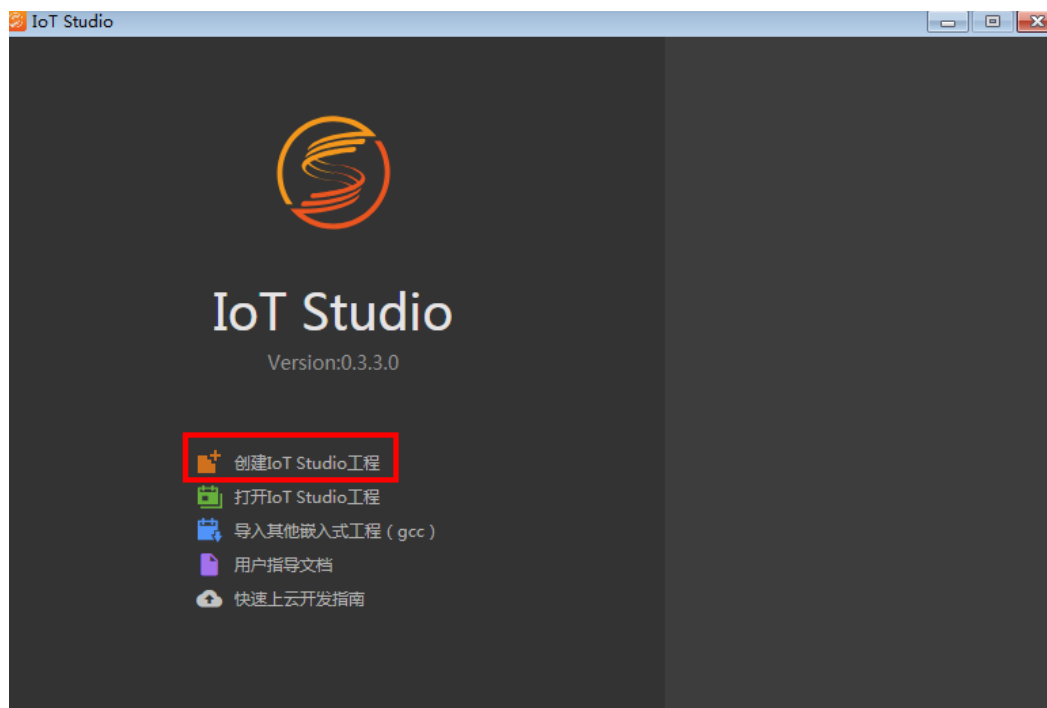 IoT Studio
IoT Studio
Version:0.3.3.0
创建IoT Studio工程
打开IoT Studio工程
导入其他嵌入式工程 ( gcc )
用户指导文档
快速上云开发指南